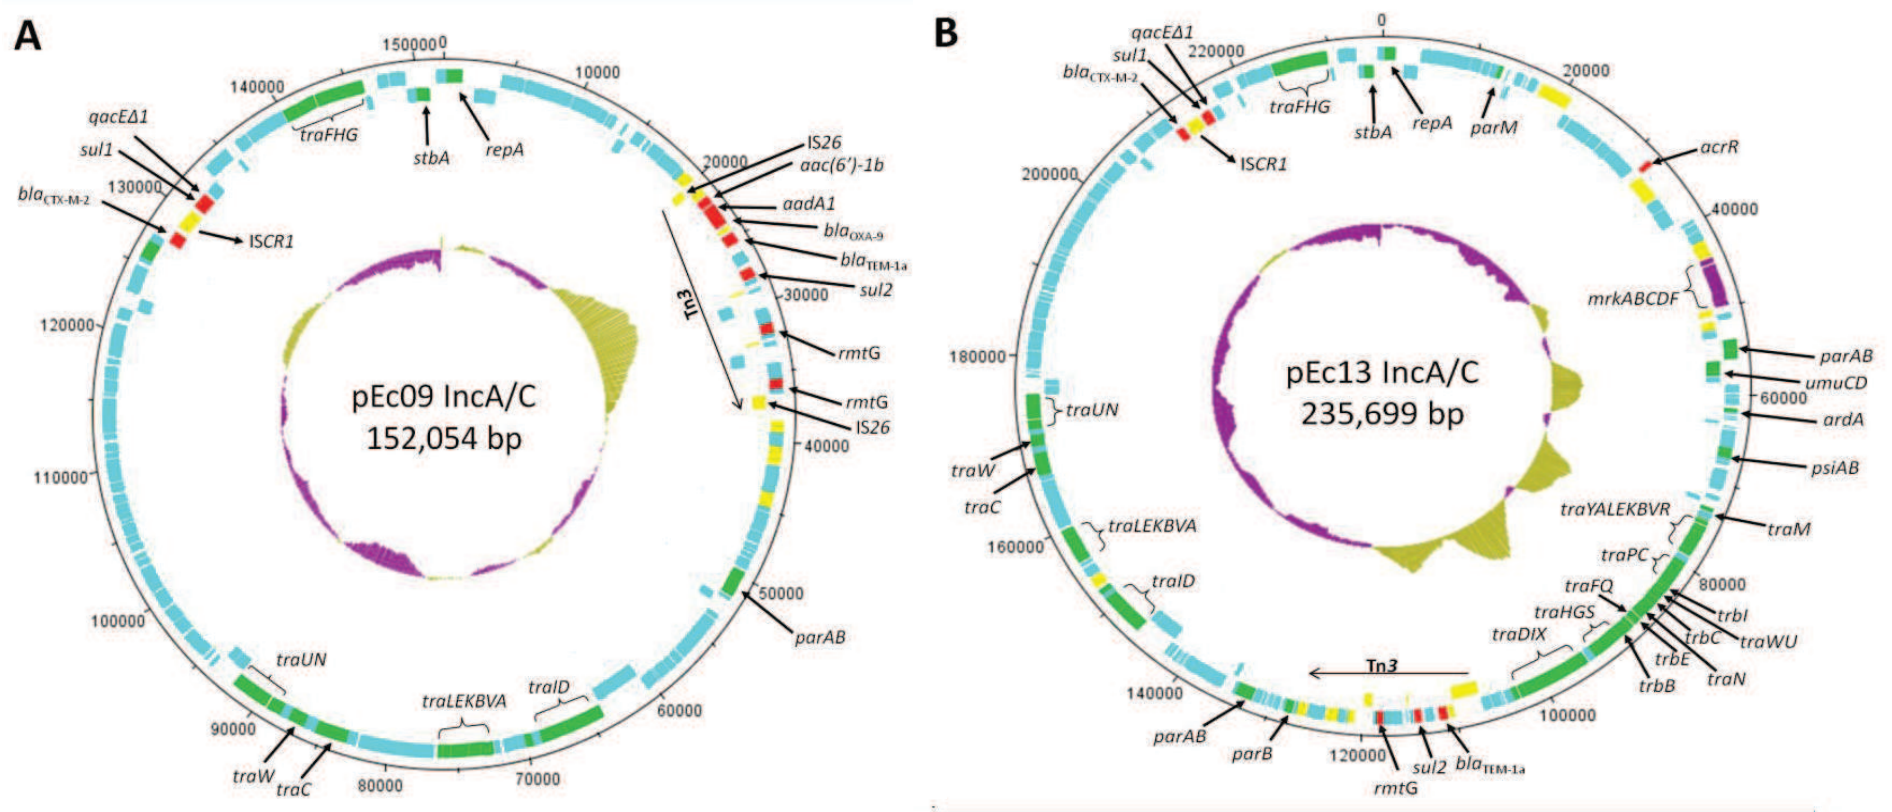 A
150000
0
10000
20000
30000
40000
50000
60000
70000
80000
90000
100000
110000
120000
130000
140000
traFHG
stbA
repA
IS26
aac(6’)-1b
aadA1
blaOXA-9
blaTEM-1a
sul2
Tn3
rmtG
rmtG
IS26
parAB
traID
traLEKBVA
traC
traW
traUN
blaCTX-M-2
sul1
qacEΔ1
ISCR1
pEc09 IncA/C
152,054 bp
B
0
20000
40000
60000
80000
100000
120000
140000
160000
180000
200000
220000
qacEΔ1
sul1
blaCTX-M-2
ISCR1
traFHG
stbA
repA
parM
acrR
mrkABCDF
parAB
umuCD
ardA
psiAB
traYALEKBVR
traM
traPC
traFQ
trbI
traHGS
trbC
traWU
traDIX
trbE
traN
trbB
Tn3
blaTEM-1a
sul2
rmtG
parB
parAB
traID
traLEKBVA
traC
traW
traUN
pEc13 IncA/C
235,699 bp